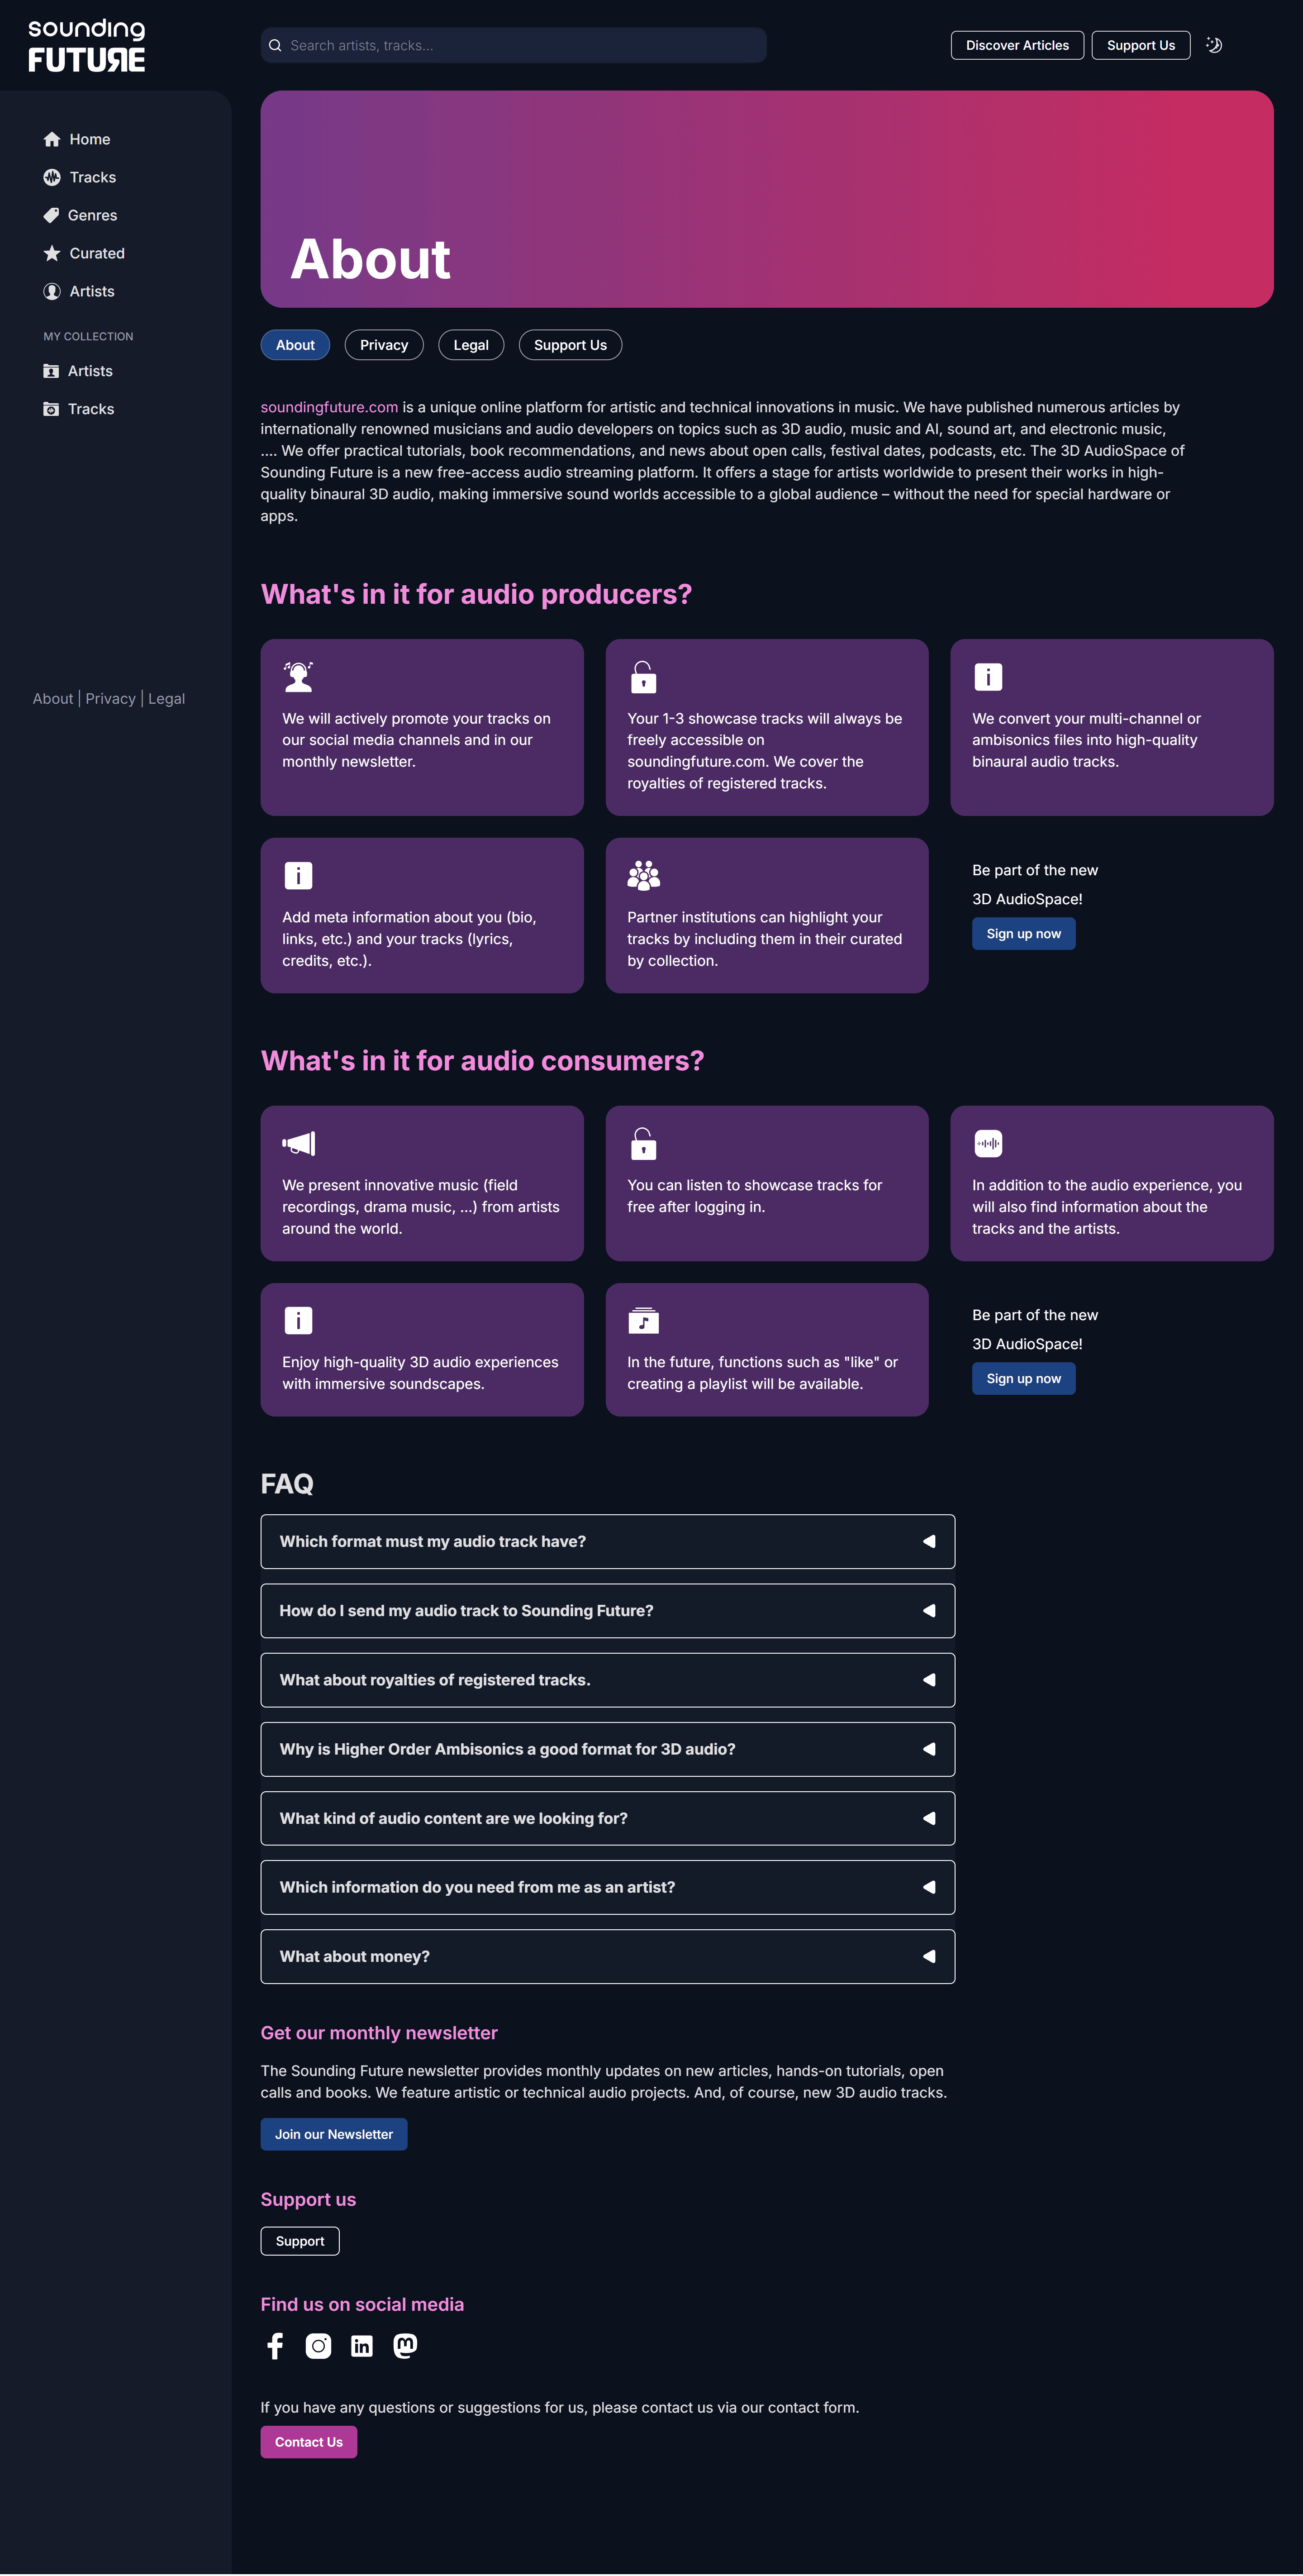 sounding
FUTURE
Search artists, tracks...
Discover Articles
Support Us
Home
Tracks
Genres
Curated
Artists
MY COLLECTION
Artists
Tracks
About | Privacy | Legal
About
About
Privacy
Legal
Support Us
soundingfuture.com is a unique online platform for artistic and technical innovations in music. We have published numerous articles by
internationally renowned musicians and audio developers on topics such as 3D audio, music and AI, sound art, and electronic music,
.... We offer practical tutorials, book recommendations, and news about open calls, festival dates, podcasts, etc. The 3D AudioSpace of
Sounding Future is a new free-access audio streaming platform. It offers a stage for artists worldwide to present their works in high-
quality binaural 3D audio, making immersive sound worlds accessible to a global audience – without the need for special hardware or
apps.
What's in it for audio producers?
We will actively promote your tracks on
our social media channels and in our
monthly newsletter.
Your 1-3 showcase tracks will always be
freely accessible on
soundingfuture.com. We cover the
royalties of registered tracks.
We convert your multi-channel or
ambisonics files into high-quality
binaural audio tracks.
Add meta information about you (bio,
links, etc.) and your tracks (lyrics,
credits, etc.).
Partner institutions can highlight your
tracks by including them in their curated
by collection.
Be part of the new
3D AudioSpace!
Sign up now
What's in it for audio consumers?
We present innovative music (field
recordings, drama music, ...) from artists
around the world.
You can listen to showcase tracks for
free after logging in.
In addition to the audio experience, you
will also find information about the
tracks and the artists.
Enjoy high-quality 3D audio experiences
with immersive soundscapes.
In the future, functions such as "like" or
creating a playlist will be available.
Be part of the new
3D AudioSpace!
Sign up now
FAQ
Which format must my audio track have?
How do I send my audio track to Sounding Future?
What about royalties of registered tracks.
Why is Higher Order Ambisonics a good format for 3D audio?
What kind of audio content are we looking for?
Which information do you need from me as an artist?
What about money?
Get our monthly newsletter
The Sounding Future newsletter provides monthly updates on new articles, hands-on tutorials, open
calls and books. We feature artistic or technical audio projects. And, of course, new 3D audio tracks.
Join our Newsletter
Support us
Support
Find us on social media
If you have any questions or suggestions for us, please contact us via our contact form.
Contact Us